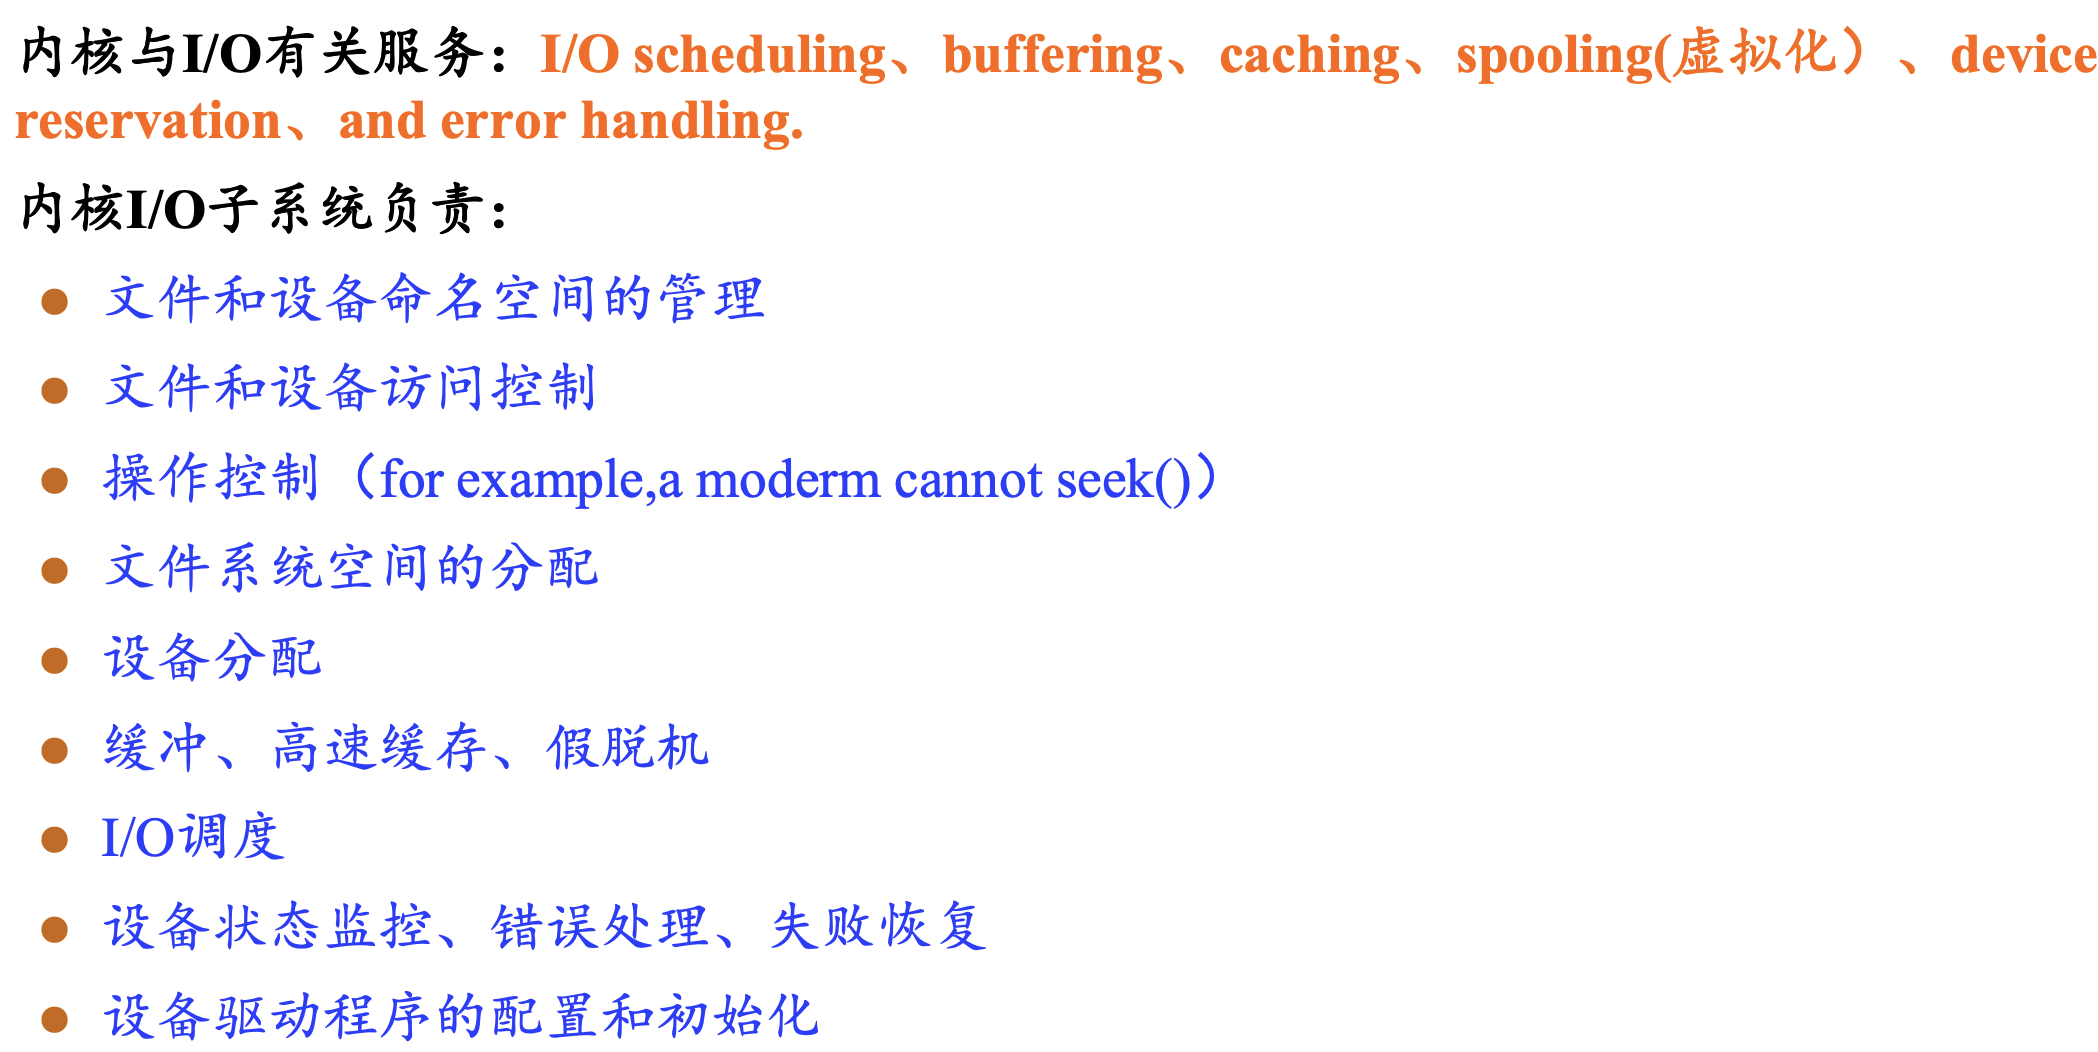 内核与I/O有关服务：I/O scheduling、buffering、caching、spooling(虚拟化）、device
reservation、and error handling.
内核I/O子系统负责：
● 文件和设备命名空间的管理
● 文件和设备访问控制
● 操作控制（for example,a moderm cannot seek()）
● 文件系统空间的分配
● 设备分配
● 缓冲、高速缓存、假脱机
● I/O调度
● 设备状态监控、错误处理、失败恢复
● 设备驱动程序的配置和初始化